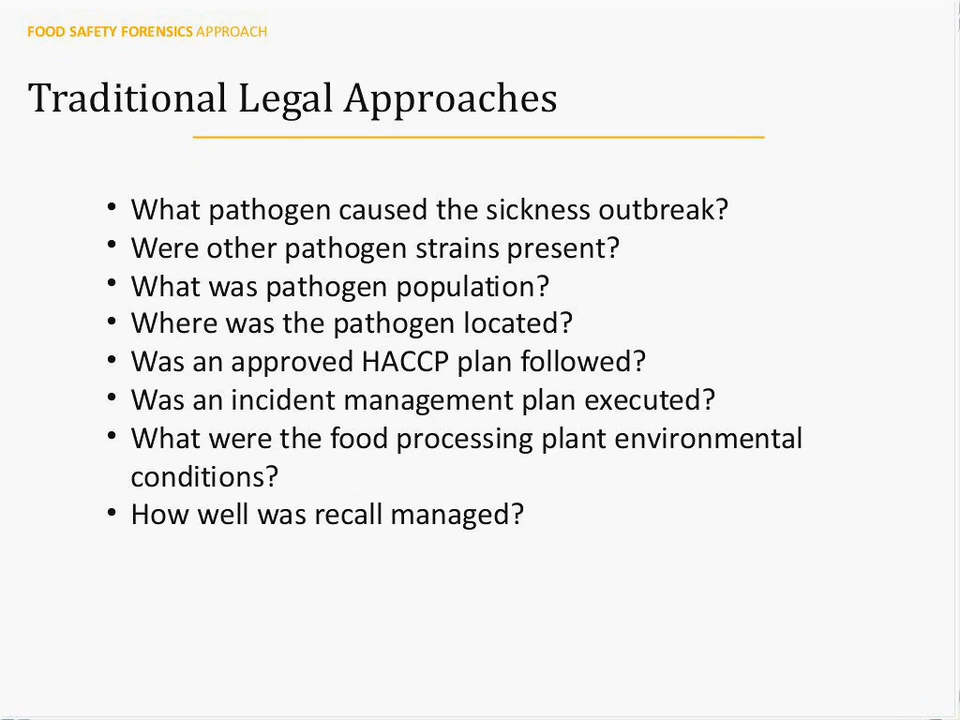 FOOD SAFETY FORENSICS APPROACH
Traditional Legal Approaches
• What pathogen caused the sickness outbreak?
• Were other pathogen strains present?
• What was pathogen population?
• Where was the pathogen located?
• Was an approved HACCP plan followed?
• Was an incident management plan executed?
• What were the food processing plant environmental
conditions?
• How well was recall managed?